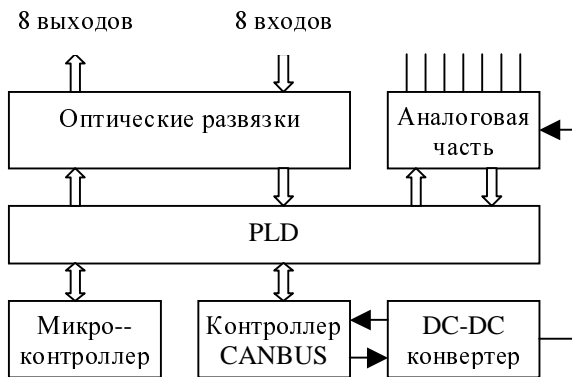 8 выходов
8 входов
Оптические развязки
Аналоговая
часть
PLD
Микро--
контроллер
Контроллер
CANBUS
DC-DC
конвертер